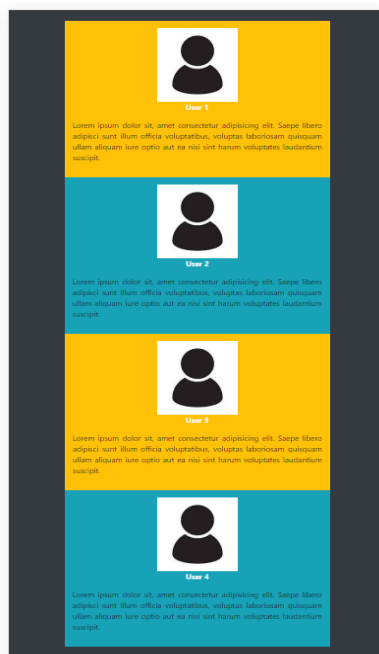 User 1
Lorem ipsum dolor sit, amet consectetur adipisicing elit. Saepe libero
adipisci sunt illum officia voluptatibus, voluptas laboriosam quisquam
ullam aliquam iure optio aut ea nisi sint harum voluptates laudantium
suscipit.
User 2
Lorem ipsum dolor sit, amet consectetur adipisicing elit. Saepe libero
adipisci sunt illum officia voluptatibus, voluptas laboriosam quisquam
ullam aliquam iure optio aut ea nisi sint harum voluptates laudantium
suscipit.
User 3
Lorem ipsum dolor sit, amet consectetur adipisicing elit. Saepe libero
adipisci sunt illum officia voluptatibus, voluptas laboriosam quisquam
ullam aliquam iure optio aut ea nisi sint harum voluptates laudantium
suscipit.
User 4
Lorem ipsum dolor sit, amet consectetur adipisicing elit. Saepe libero
adipisci sunt illum officia voluptatibus, voluptas laboriosam quisquam
ullam aliquam iure optio aut ea nisi sint harum voluptates laudantium
suscipit.